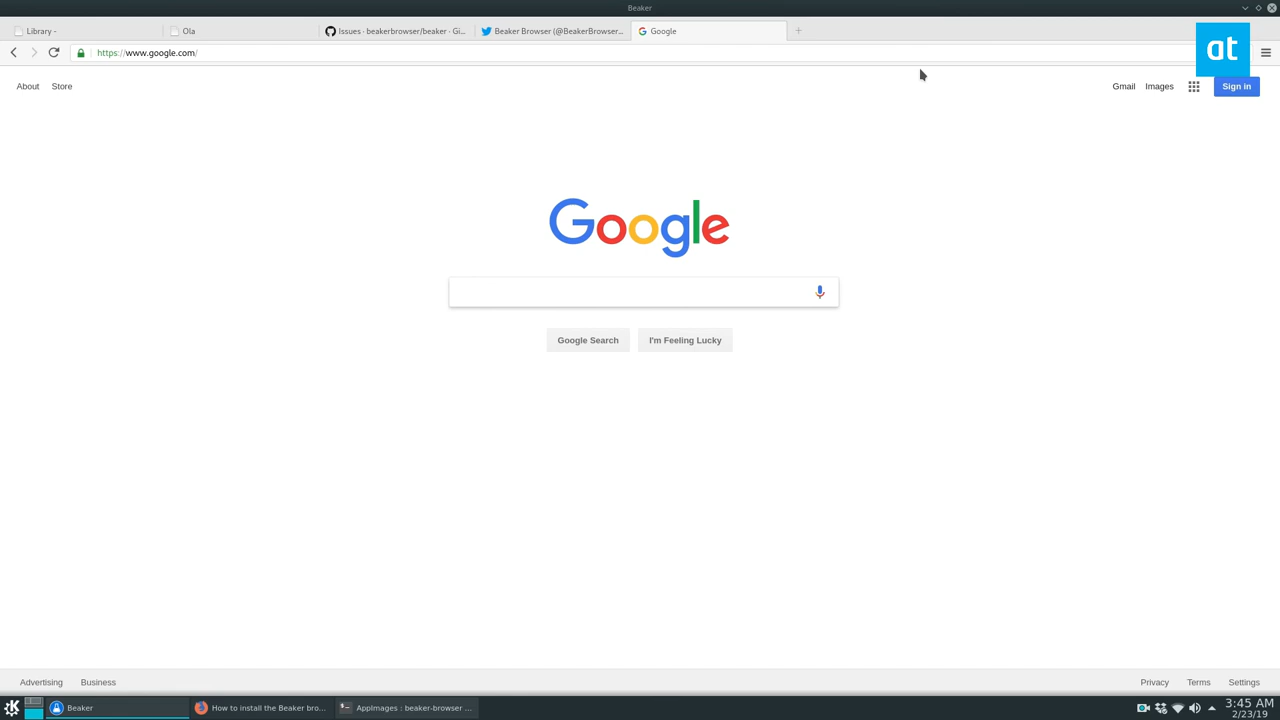 Beaker
Library -
Ola
Issues · beakerbrowser/beaker · Gi...
Beaker Browser (@BeakerBrowser...
Google
https://www.google.com/
at
About
Store
Gmail
Images
Sign in
Google
Google Search
I'm Feeling Lucky
Advertising
Business
Privacy
Terms
Settings
Beaker
How to install the Beaker bro...
AppImages : beaker-browser ...
3:45 AM
2/23/19